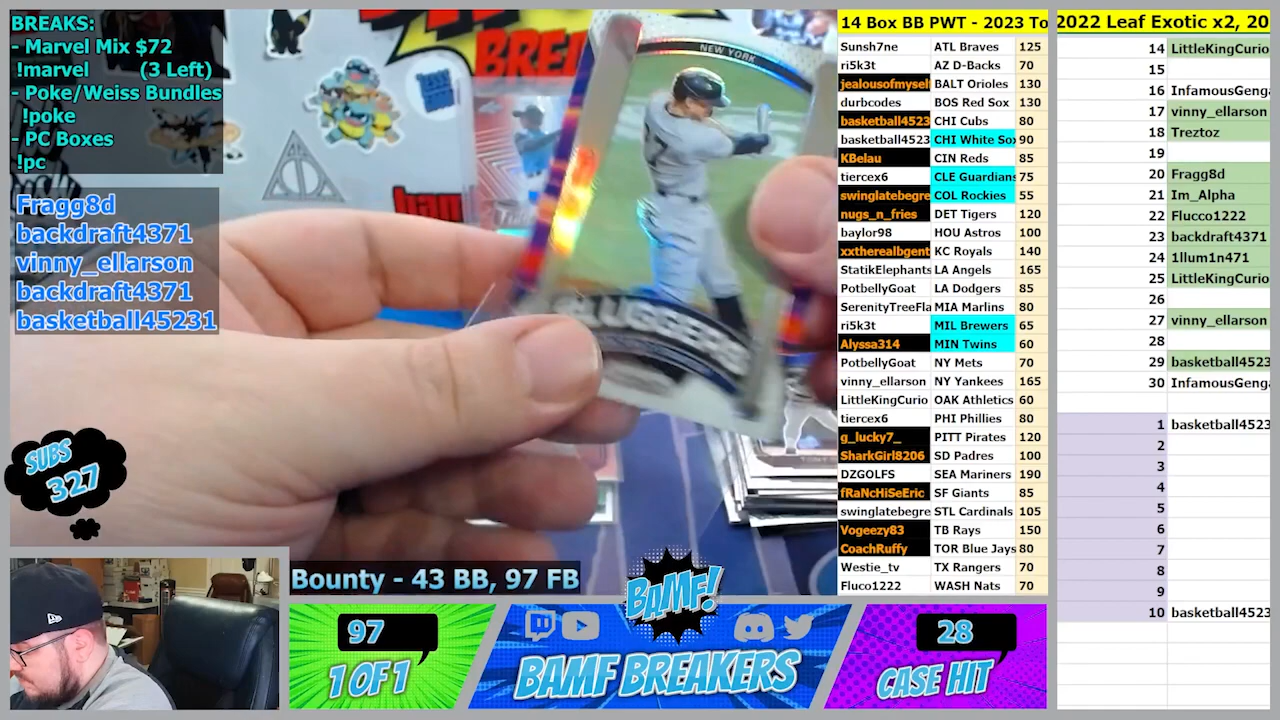 BREAKS:
- Marvel Mix $72
!marvel (3 Left)
- Poke/Weiss Bundles
!poke
- PC Boxes
!pc
Fragg8d
backdraft4371
vinny_ellarson
backdraft4371
basketball45231
SUBS
327
NEW YORK
Bounty - 43 BB, 97 FB
BAMF!
97
1 OF 1
BAMF BREAKERS
28
CASE HIT
14 Box BB PWT - 2023 To
Sunsh7ne ATL Braves 125
ri5k3t AZ D-Backs 70
jealousofmysel BALT Orioles 130
durbcodes BOS Red Sox 130
basketball4523 CHI Cubs 80
basketball4523 CHI White Sox 90
KBelau CIN Reds 85
tiercex6 CLE Guardians 75
swinglatebegre COL Rockies 55
nugs_n_fries DET Tigers 120
baylor98 HOU Astros 100
xxtherealbgent KC Royals 140
StatikElephants LA Angels 165
PotbellyGoat LA Dodgers 85
SerenityTreeFla MIA Marlins 80
ri5k3t MIL Brewers 65
Alyssa314 MIN Twins 60
PotbellyGoat NY Mets 70
vinny_ellarson NY Yankees 165
LittleKingCurio OAK Athletics 60
tiercex6 PHI Phillies 80
g_lucky7_ PITT Pirates 120
SharkGirl8206 SD Padres 100
DZGOLFS SEA Mariners 190
fRaNcHiSeEric SF Giants 85
swinglatebegre STL Cardinals 105
Vogeezy83 TB Rays 150
CoachRuffy TOR Blue Jays 80
Westie_tv TX Rangers 70
Fluco1222 WASH Nats 70
2022 Leaf Exotic x2, 20
14 LittleKingCurio
15
16 InfamousGenga
17 vinny_ellarson
18 Treztoz
19
20 Fragg8d
21 Im_Alpha
22 Flucco1222
23 backdraft4371
24 1llum1n471
25 LittleKingCurio
26
27 vinny_ellarson
28
29 basketball4523
30 InfamousGenga
1 basketball4523
2
3
4
5
6
7
8
9
10 basketball4523